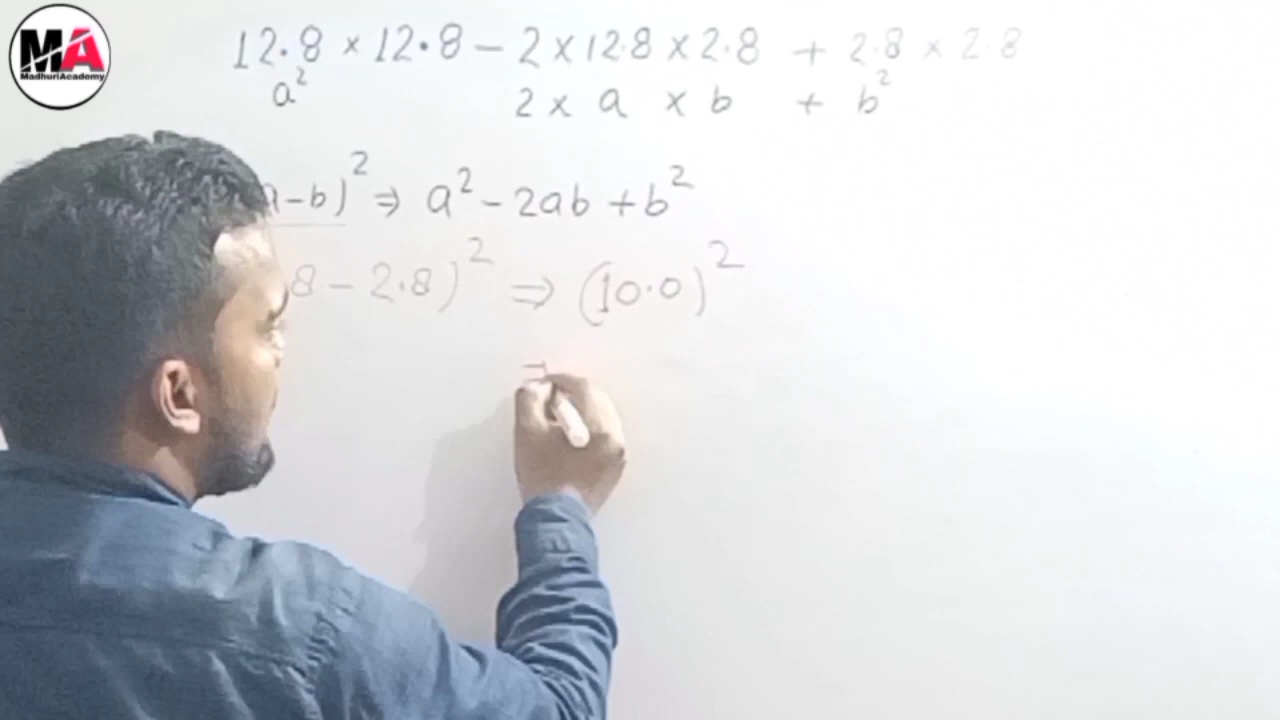 MA
MadhuriAcademy
12.8 × 12.8 – 2 × 12.8 × 2.8 + 2.8 × 2.8
a² 2 × a × b + b²
a – b)² ⇒ a² – 2ab + b²
8 – 2.8)² ⇒ (10.0)²
=